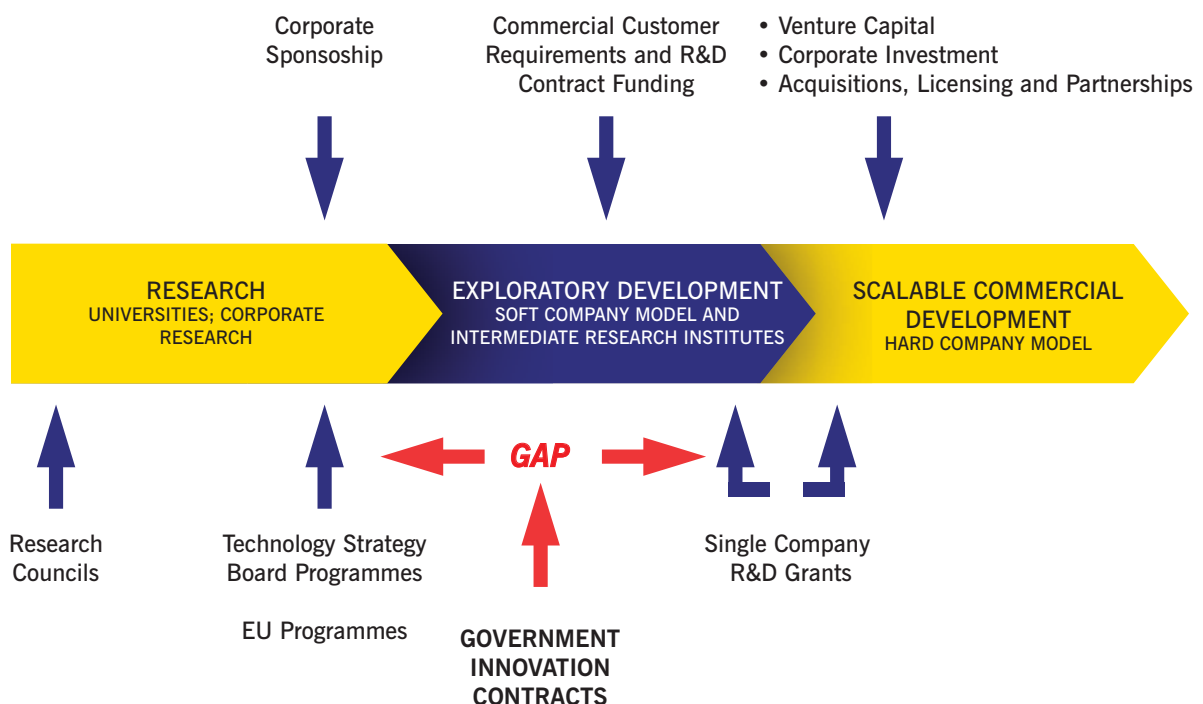 Corporate
Sponsoship
Commercial Customer
Requirements and R&D
Contract Funding
• Venture Capital
• Corporate Investment
• Acquisitions, Licensing and Partnerships
RESEARCH
UNIVERSITIES; CORPORATE
RESEARCH
EXPLORATORY DEVELOPMENT
SOFT COMPANY MODEL AND
INTERMEDIATE RESEARCH INSTITUTES
SCALABLE COMMERCIAL
DEVELOPMENT
HARD COMPANY MODEL
GAP
Research
Councils
Technology Strategy
Board Programmes
EU Programmes
GOVERNMENT
INNOVATION
CONTRACTS
Single Company
R&D Grants